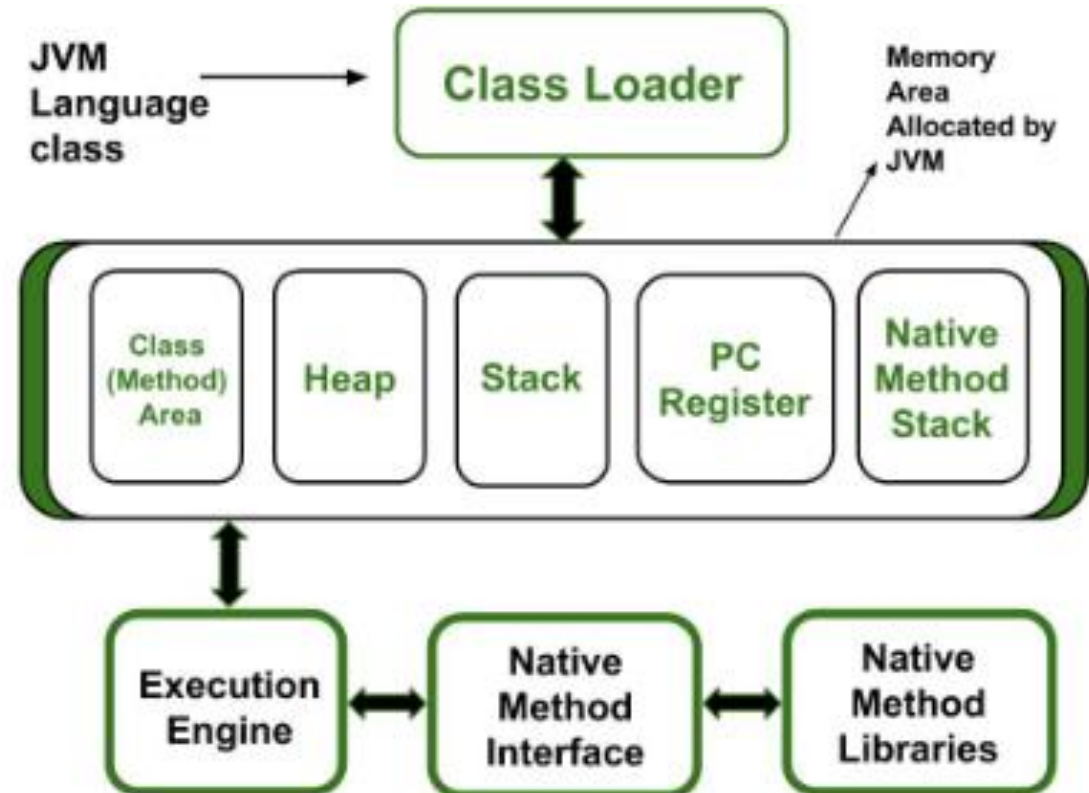 JVM
Language
class
Class Loader
Memory
Area
Allocated by
JVM
Class
(Method)
Area
Heap
Stack
PC
Register
Native
Method
Stack
Execution
Engine
Native
Method
Interface
Native
Method
Libraries